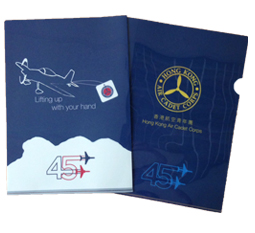 Lifting up
with your hand
45
HONG KONG
AIR CADET CORPS
香港航空青年團
Hong Kong Air Cadet Corps
45